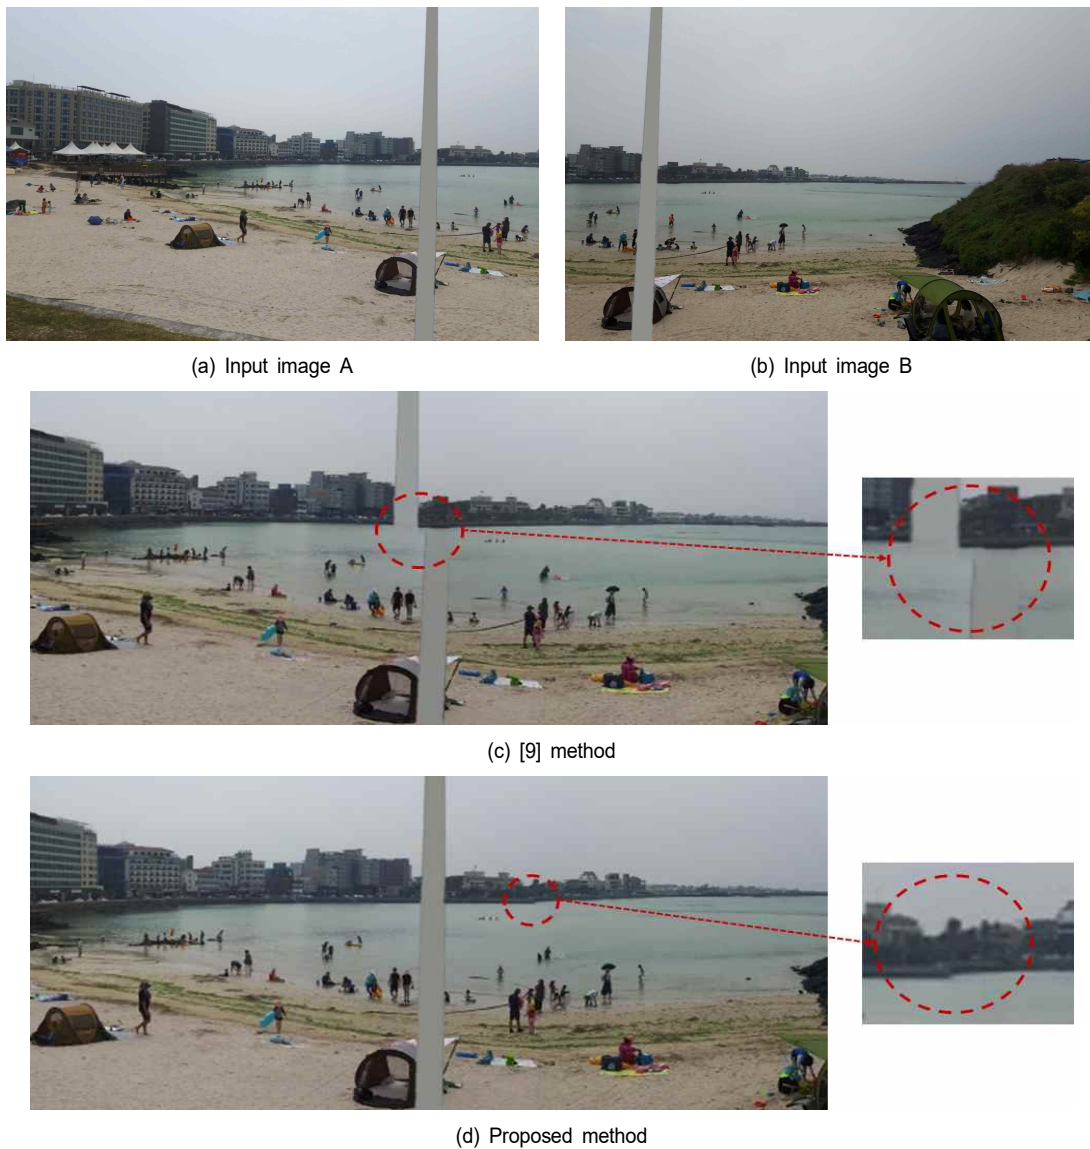 (a) Input image A
(b) Input image B
(c) [9] method
(d) Proposed method